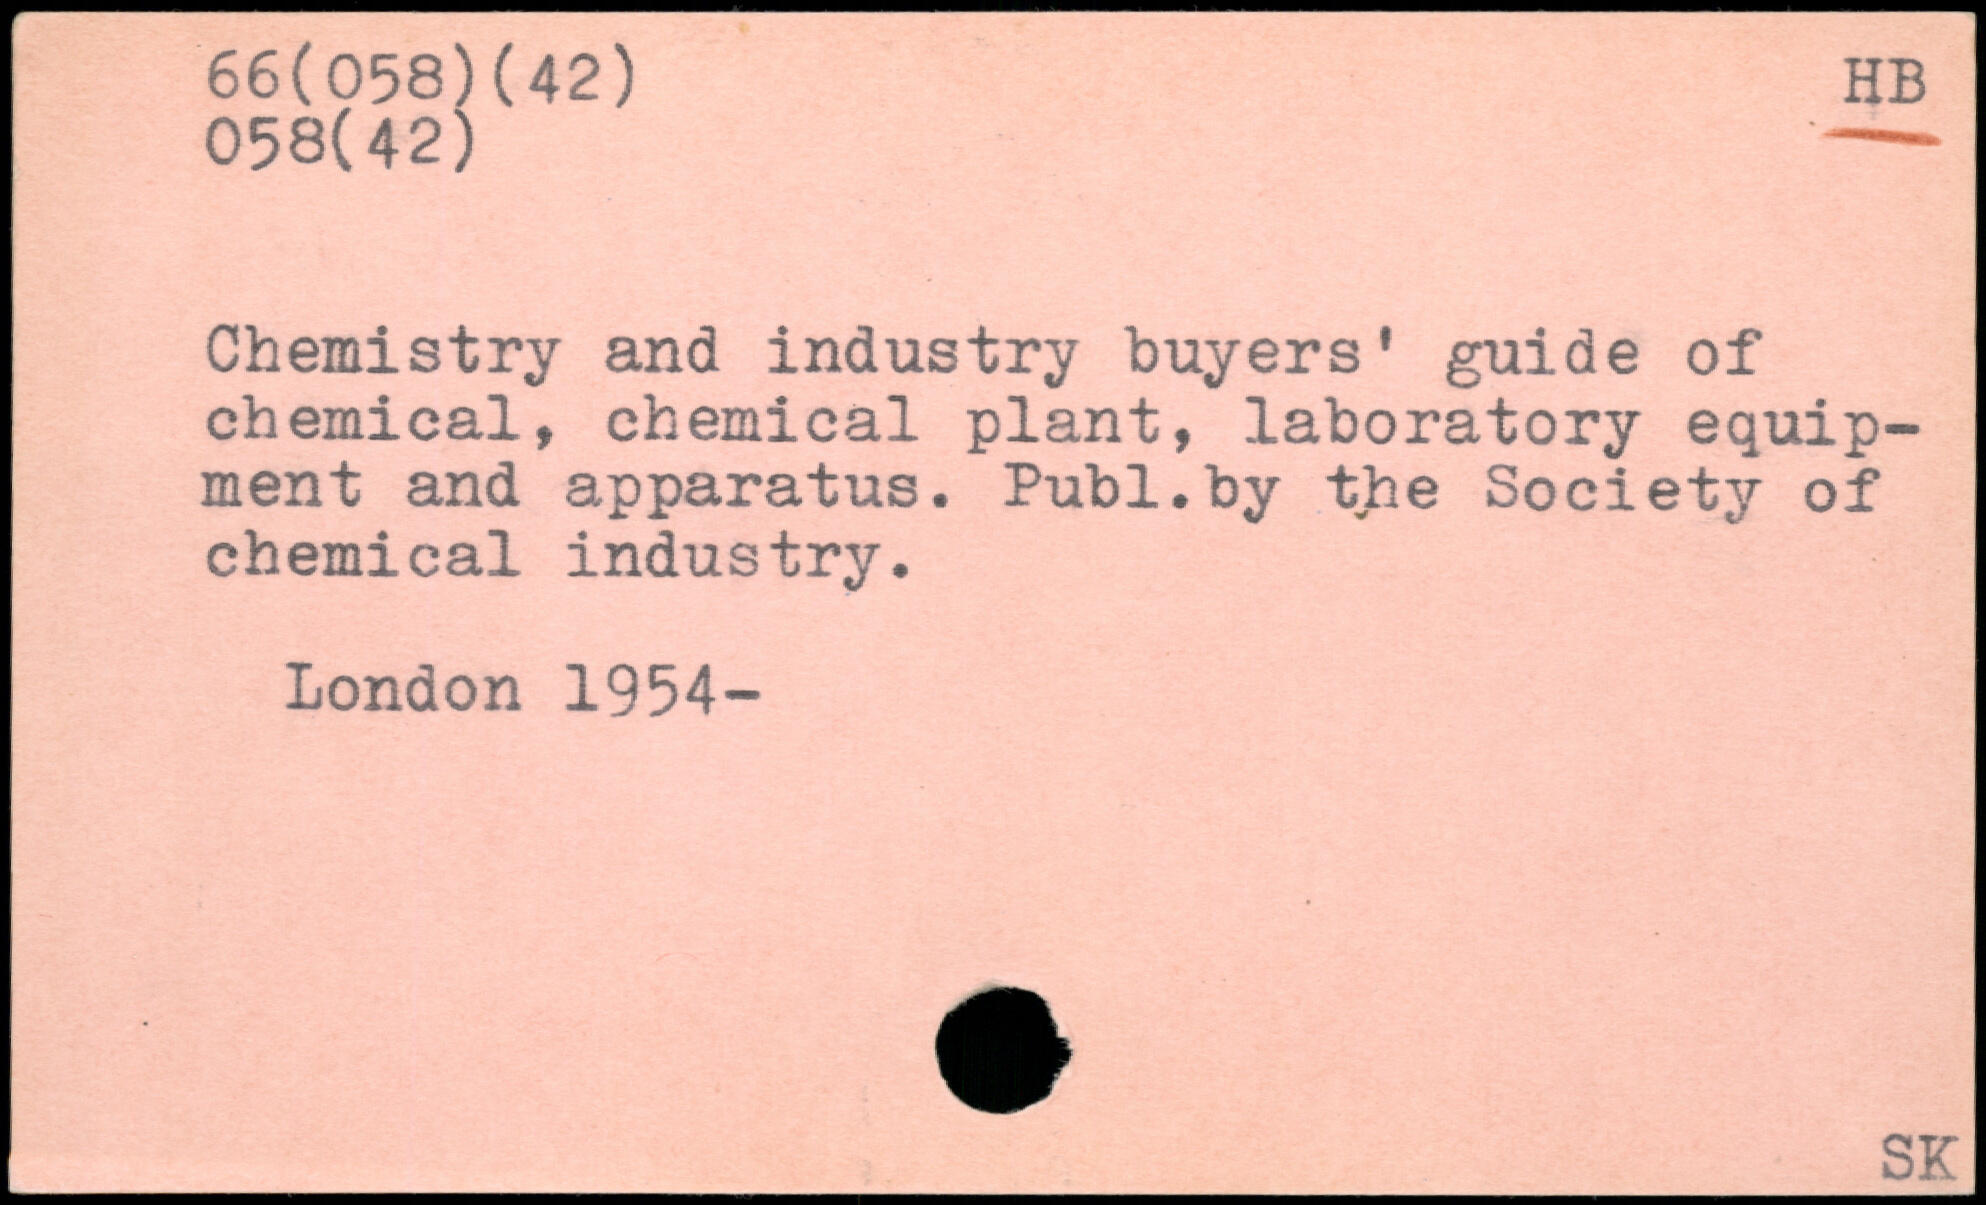 66(058)(42)
HB
058(42)
Chemistry and industry buyers' guide of
chemical, chemical plant, laboratory equip-
ment and apparatus. Publ.by the Society of
chemical industry.
London 1954-
SK